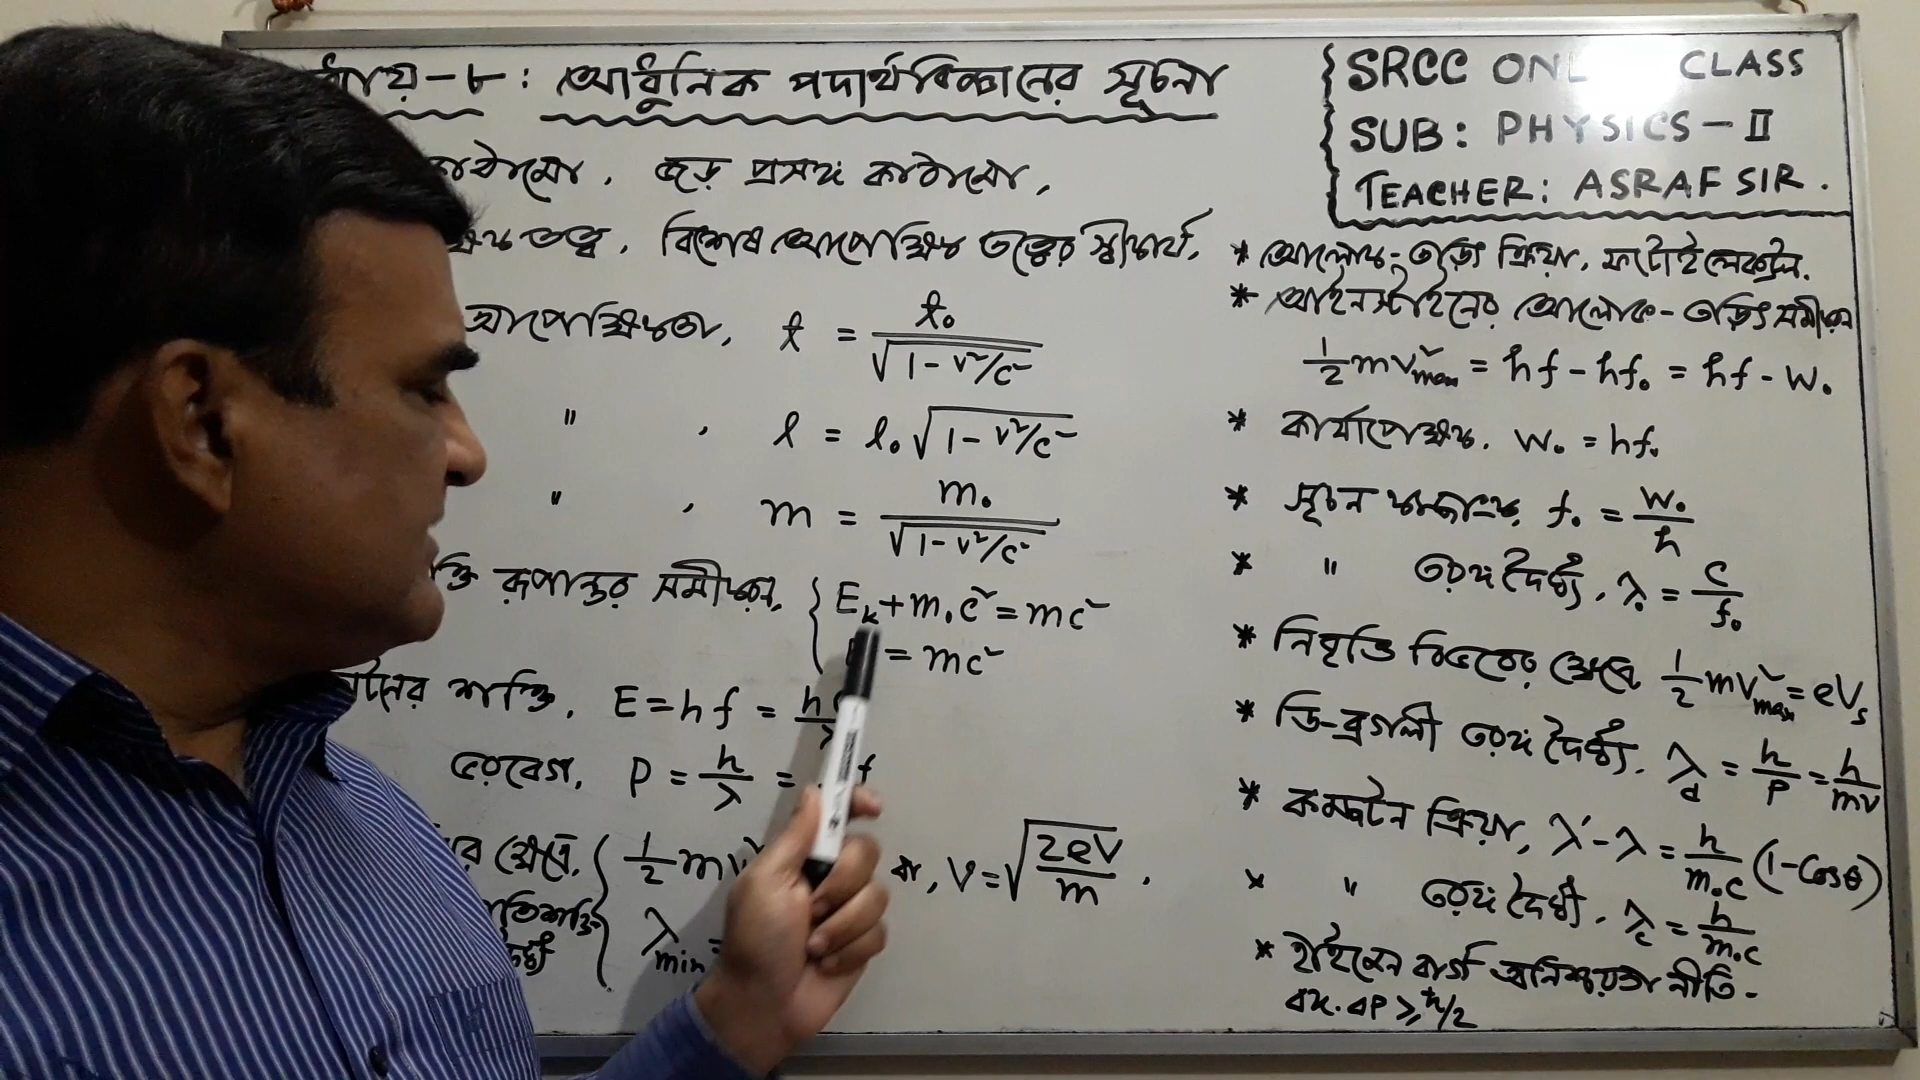 ধ্যায়-৮: আধুনিক পদার্থবিজ্ঞানের সূচনা
SRCC ONL CLASS
SUB: PHYSICS-II
TEACHER: ASRAF SIR.
কাঠামো, জড় প্রসঙ্গ কাঠামো,
তত্ত্ব, বিশেষ আপেক্ষিক তত্ত্বের স্বীকার্য,
আপেক্ষিকতা, t = t₀/√(1-v²/c²)
" , l = l₀√(1-v²/c²)
" , m = m₀/√(1-v²/c²)
ক্তি রূপান্তর সমীকরণ, { Eₖ+m₀c²=mc²
= mc²
টনের শক্তি, E=hf=
ভরবেগ, P = h/λ =
র ক্ষেত্রে, { ½mv² বা, v=√(2eV/m) .
λmin =
* আলোক-তড়িৎ ক্রিয়া, ফটোইলেকট্রন.
* আইনস্টাইনের আলোক-তড়িৎ সমীকরণ
½mv²max = hf - hf₀ = hf - W₀
* কার্যাপেক্ষক, W₀ = hf₀
* সূচন কম্পাংক, f₀ = W₀/h
* " তরঙ্গ দৈর্ঘ্য, λ₀ = c/f₀
* নিবৃত্তি বিভবের ক্ষেত্রে ½mv²max = eVs
* ডি-ব্রগলী তরঙ্গ দৈর্ঘ্য, λd = h/P = h/mv
* কম্পটন ক্রিয়া, λ'-λ = h/m₀c (1-Cosθ)
* " তরঙ্গ দৈর্ঘ্য, λc = h/m₀c
* হাইজেনবার্গ অনিশ্চয়তা নীতি-
Δx.ΔP ≥ ħ/2